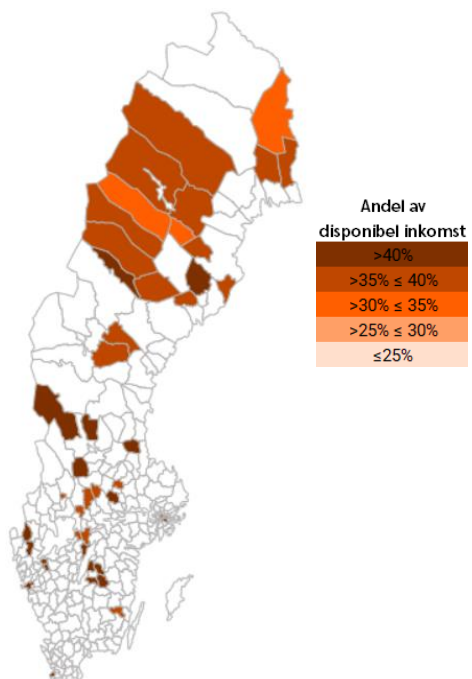 Andel av
disponibel inkomst
>40%
>35% ≤ 40%
>30% ≤ 35%
>25% ≤ 30%
≤25%